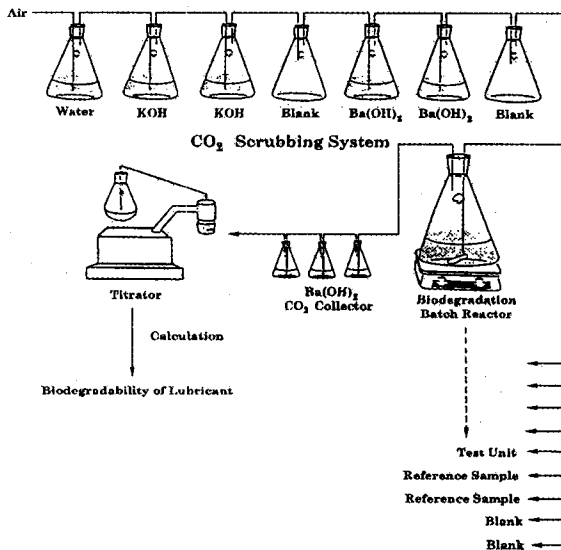 Air
Water KOH KOH Blank Ba(OH)₂ Ba(OH)₂ Blank
CO₂ Scrubbing System
Titrator
Ba(OH)₂
CO₂ Collector
Biodegradation
Batch Reactor
Calculation
Biodegradability of Lubricant
Test Unit
Reference Sample
Reference Sample
Blank
Blank